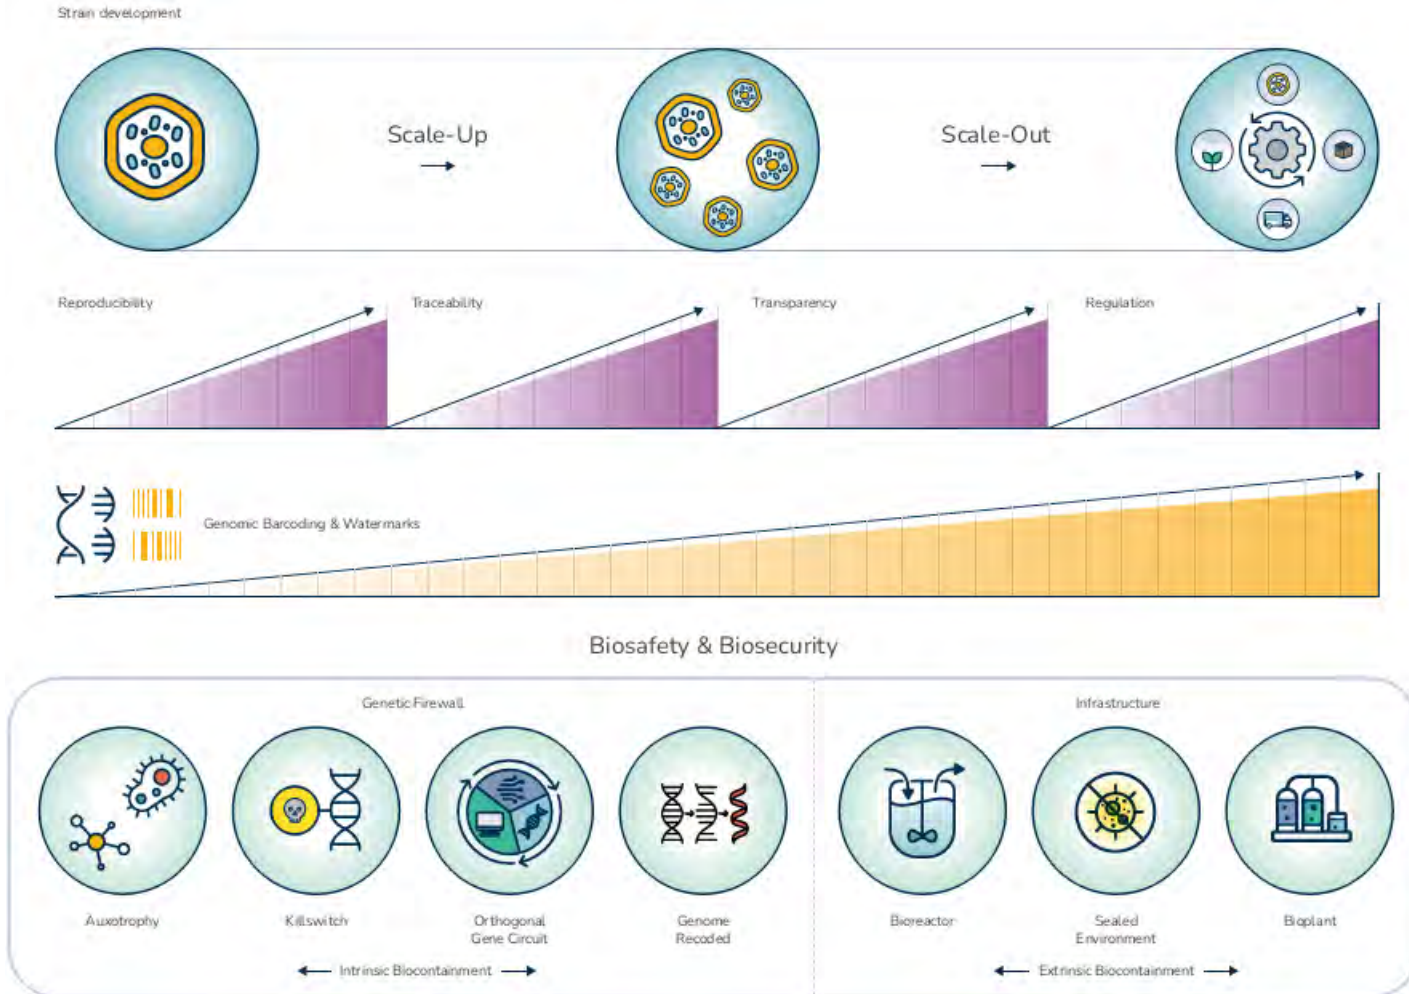 Strain development
Scale-Up
Scale-Out
Reproducibility
Traceability
Transparency
Regulation
Genomic Barcoding & Watermarks
Biosafety & Biosecurity
Genetic Firewall
Infrastructure
Auxotrophy
Killswitch
Orthogonal
Gene Circuit
Genome
Recoded
Bioreactor
Sealed
Environment
Bioplant
Intrinsic Biocontainment
Extrinsic Biocontainment